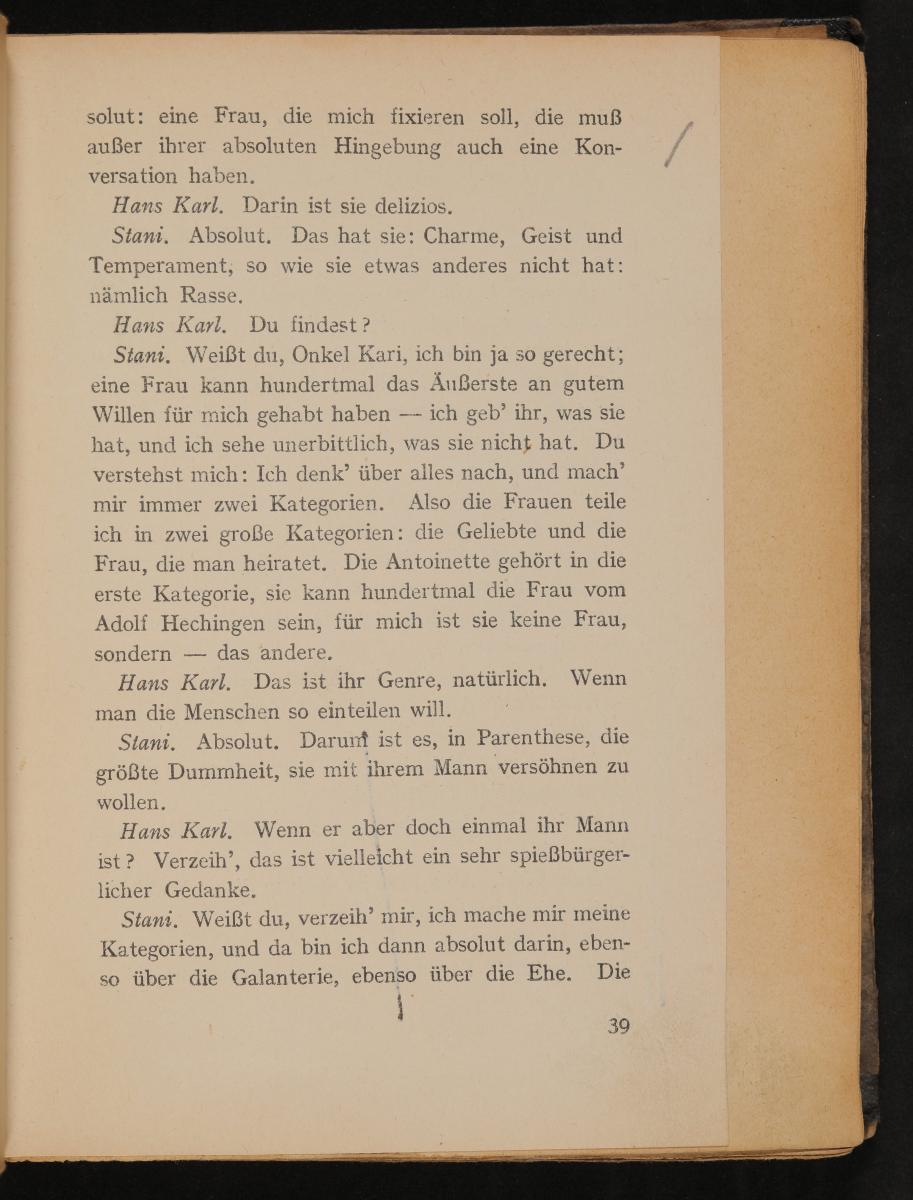 solut: eine Frau, die mich fixieren soll, die muß
außer ihrer absoluten Hingebung auch eine Kon-
versation haben.
Hans Karl. Darin ist sie delizios.
Stani. Absolut. Das hat sie: Charme, Geist und
Temperament, so wie sie etwas anderes nicht hat:
nämlich Rasse.
Hans Karl. Du findest?
Stani. Weißt du, Onkel Kari, ich bin ja so gerecht;
eine Frau kann hundertmal das Äußerste an gutem
Willen für mich gehabt haben — ich geb’ ihr, was sie
hat, und ich sehe unerbittlich, was sie nicht hat. Du
verstehst mich: Ich denk’ über alles nach, und mach’
mir immer zwei Kategorien. Also die Frauen teile
ich in zwei große Kategorien: die Geliebte und die
Frau, die man heiratet. Die Antoinette gehört in die
erste Kategorie, sie kann hundertmal die Frau vom
Adolf Hechingen sein, für mich ist sie keine Frau,
sondern — das andere.
Hans Karl. Das ist ihr Genre, natürlich. Wenn
man die Menschen so einteilen will.
Stani. Absolut. Darum ist es, in Parenthese, die
größte Dummheit, sie mit ihrem Mann versöhnen zu
wollen.
Hans Karl. Wenn er aber doch einmal ihr Mann
ist? Verzeih’, das ist vielleicht ein sehr spießbürger-
licher Gedanke.
Stani. Weißt du, verzeih’ mir, ich mache mir meine
Kategorien, und da bin ich dann absolut darin, eben-
so über die Galanterie, ebenso über die Ehe. Die
39